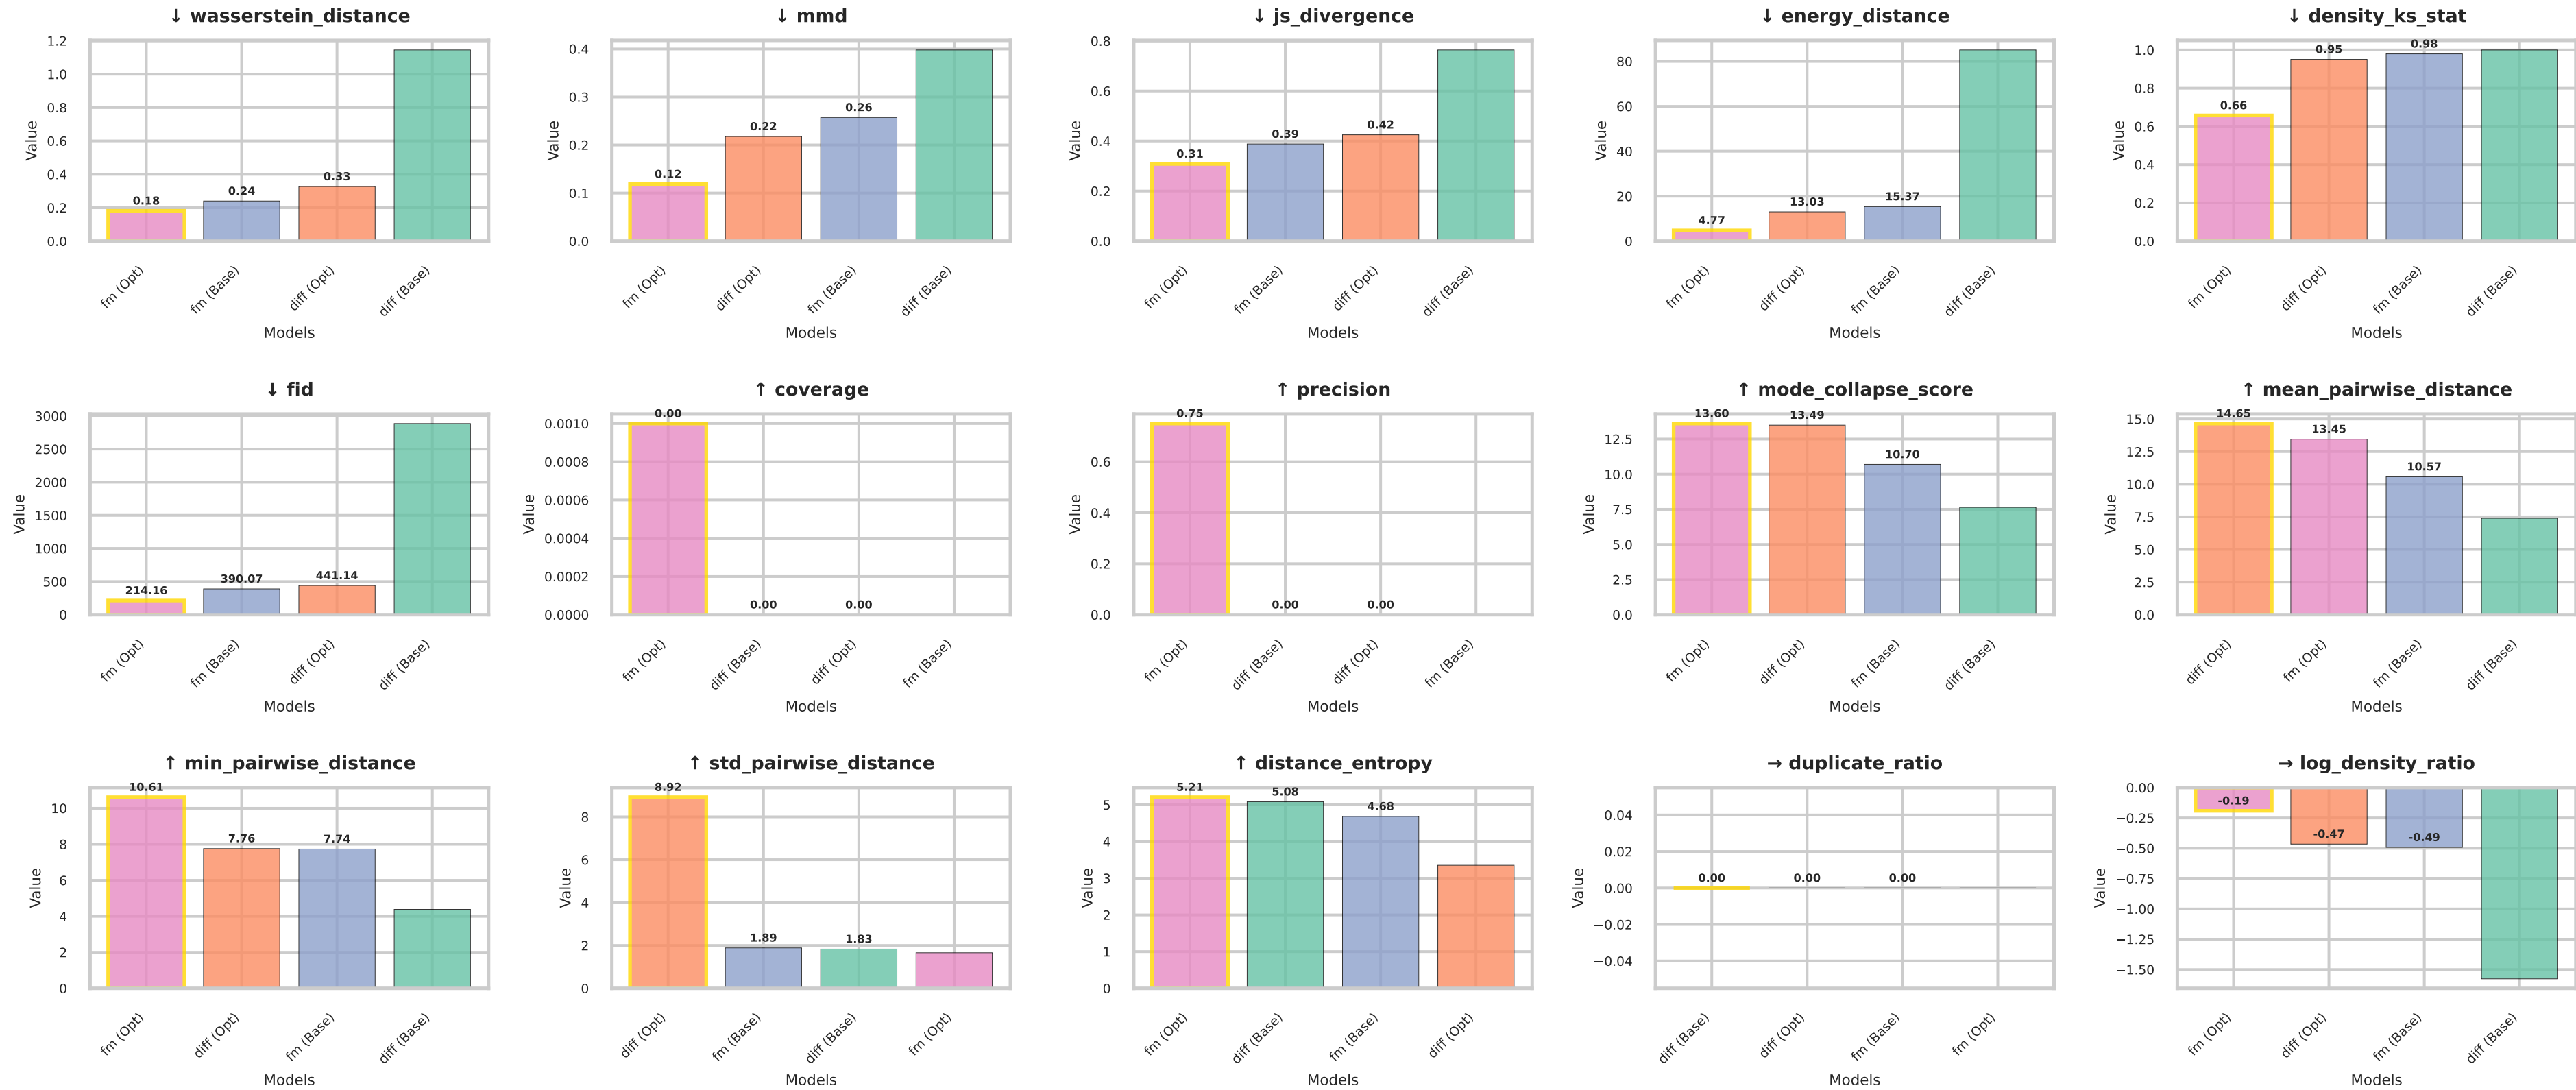 ↓ wasserstein_distance
1.2
1.0
0.8
0.6
0.4
0.2
0.0
Value
0.18
0.24
0.33
fm (Opt)
fm (Base)
diff (Opt)
diff (Base)
Models
↓ mmd
0.4
0.3
0.2
0.1
0.0
Value
0.12
0.22
0.26
fm (Opt)
diff (Opt)
fm (Base)
diff (Base)
Models
↓ js_divergence
0.8
0.6
0.4
0.2
0.0
Value
0.31
0.39
0.42
fm (Opt)
fm (Base)
diff (Opt)
diff (Base)
Models
↓ energy_distance
80
60
40
20
0
Value
4.77
13.03
15.37
fm (Opt)
diff (Opt)
fm (Base)
diff (Base)
Models
↓ density_ks_stat
1.0
0.8
0.6
0.4
0.2
0.0
Value
0.66
0.95
0.98
fm (Opt)
diff (Opt)
fm (Base)
diff (Base)
Models
↓ fid
3000
2500
2000
1500
1000
500
0
Value
214.16
390.07
441.14
fm (Opt)
fm (Base)
diff (Opt)
diff (Base)
Models
↑ coverage
0.0010
0.0008
0.0006
0.0004
0.0002
0.0000
Value
0.00
0.00
0.00
fm (Opt)
diff (Base)
diff (Opt)
fm (Base)
Models
↑ precision
0.6
0.4
0.2
0.0
Value
0.75
0.00
0.00
fm (Opt)
diff (Base)
diff (Opt)
fm (Base)
Models
↑ mode_collapse_score
12.5
10.0
7.5
5.0
2.5
0.0
Value
13.60
13.49
10.70
fm (Opt)
diff (Opt)
fm (Base)
diff (Base)
Models
↑ mean_pairwise_distance
15.0
12.5
10.0
7.5
5.0
2.5
0.0
Value
14.65
13.45
10.57
diff (Opt)
fm (Opt)
fm (Base)
diff (Base)
Models
↑ min_pairwise_distance
10
8
6
4
2
0
Value
10.61
7.76
7.74
fm (Opt)
diff (Opt)
fm (Base)
diff (Base)
Models
↑ std_pairwise_distance
8
6
4
2
0
Value
8.92
1.89
1.83
diff (Opt)
fm (Base)
diff (Base)
fm (Opt)
Models
↑ distance_entropy
5
4
3
2
1
0
Value
5.21
5.08
4.68
fm (Opt)
diff (Base)
fm (Base)
diff (Opt)
Models
→ duplicate_ratio
0.04
0.02
0.00
−0.02
−0.04
Value
0.00
0.00
0.00
diff (Base)
diff (Opt)
fm (Base)
fm (Opt)
Models
→ log_density_ratio
0.00
−0.25
−0.50
−0.75
−1.00
−1.25
−1.50
Value
-0.19
-0.47
-0.49
fm (Opt)
diff (Opt)
fm (Base)
diff (Base)
Models